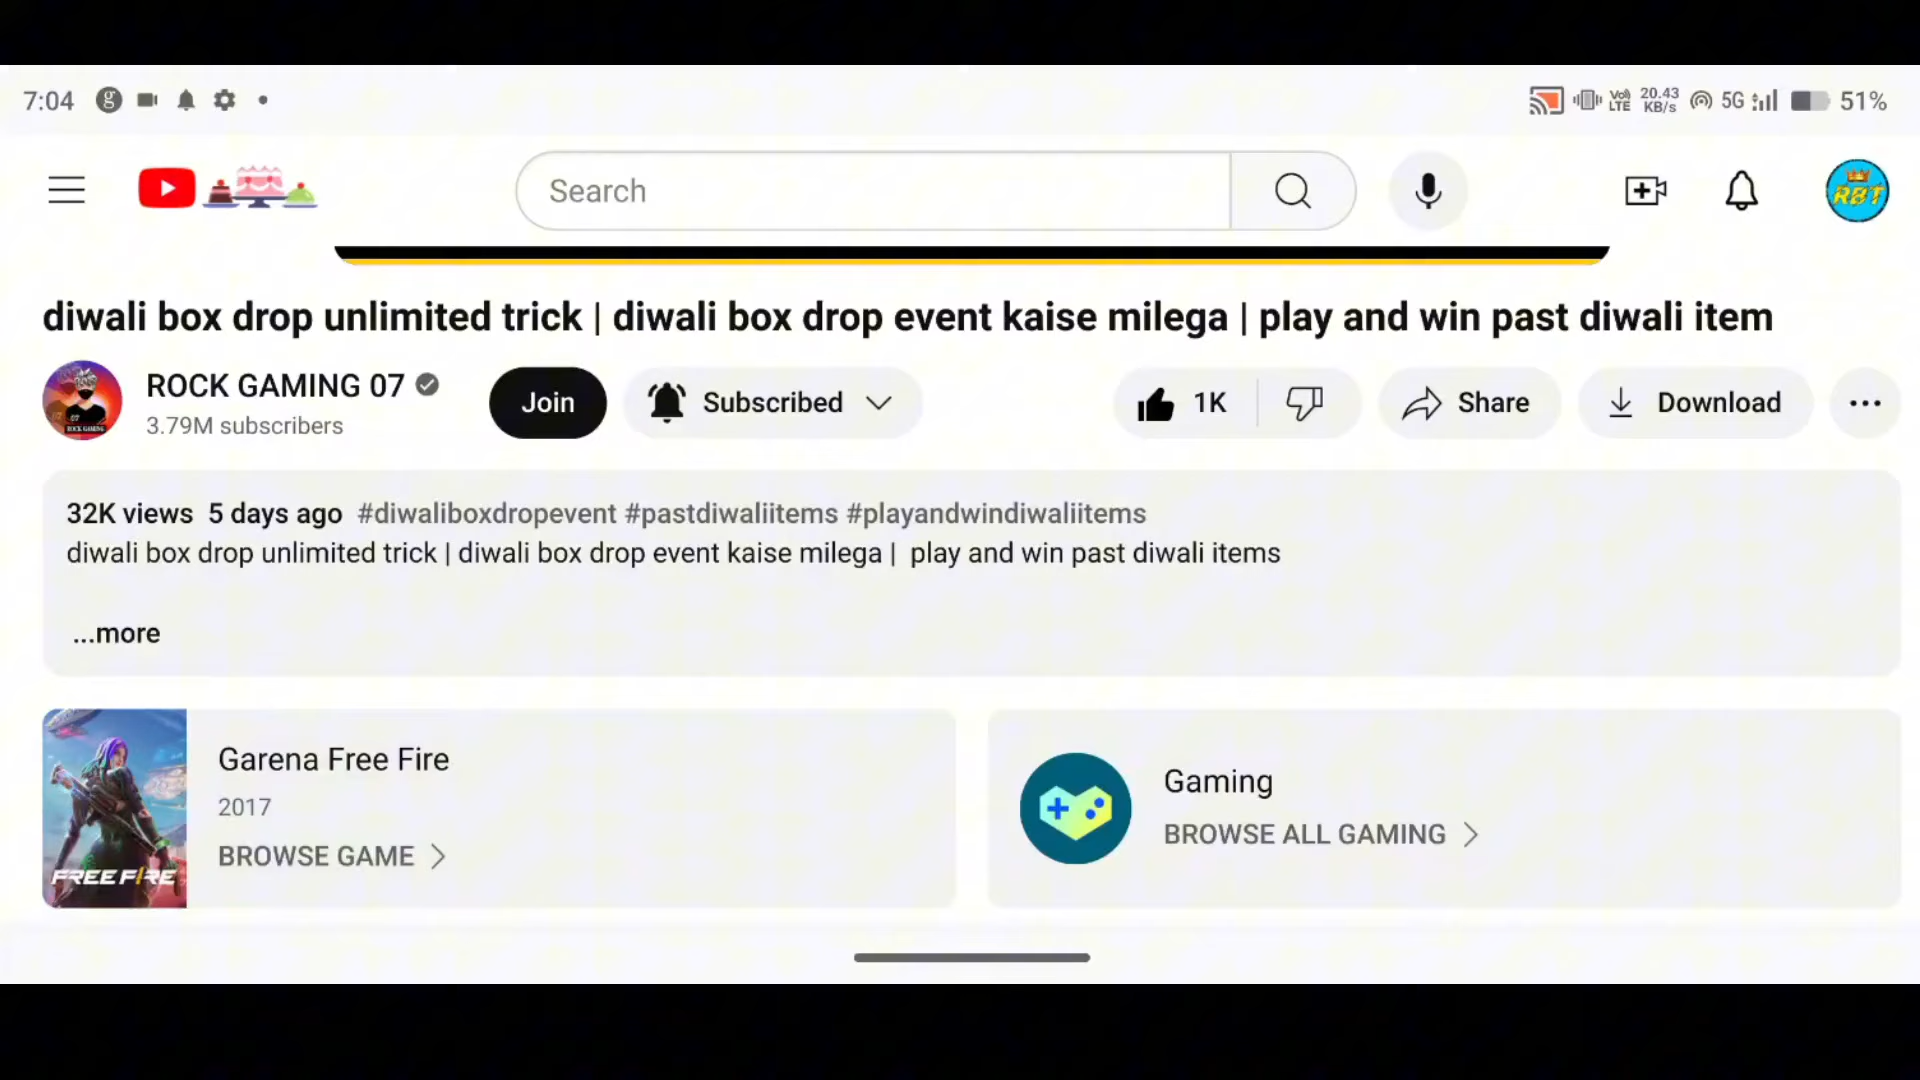 7:04
VoI) LTE 20.43 KB/s 5G 51%
Search
RBT
diwali box drop unlimited trick | diwali box drop event kaise milega | play and win past diwali item
ROCK GAMING 07
3.79M subscribers
Join
Subscribed
1K
Share
Download
32K views 5 days ago #diwaliboxdropevent #pastdiwaliitems #playandwindiwaliitems
diwali box drop unlimited trick | diwali box drop event kaise milega | play and win past diwali items
...more
Garena Free Fire
2017
BROWSE GAME
FREE FIRE
Gaming
BROWSE ALL GAMING